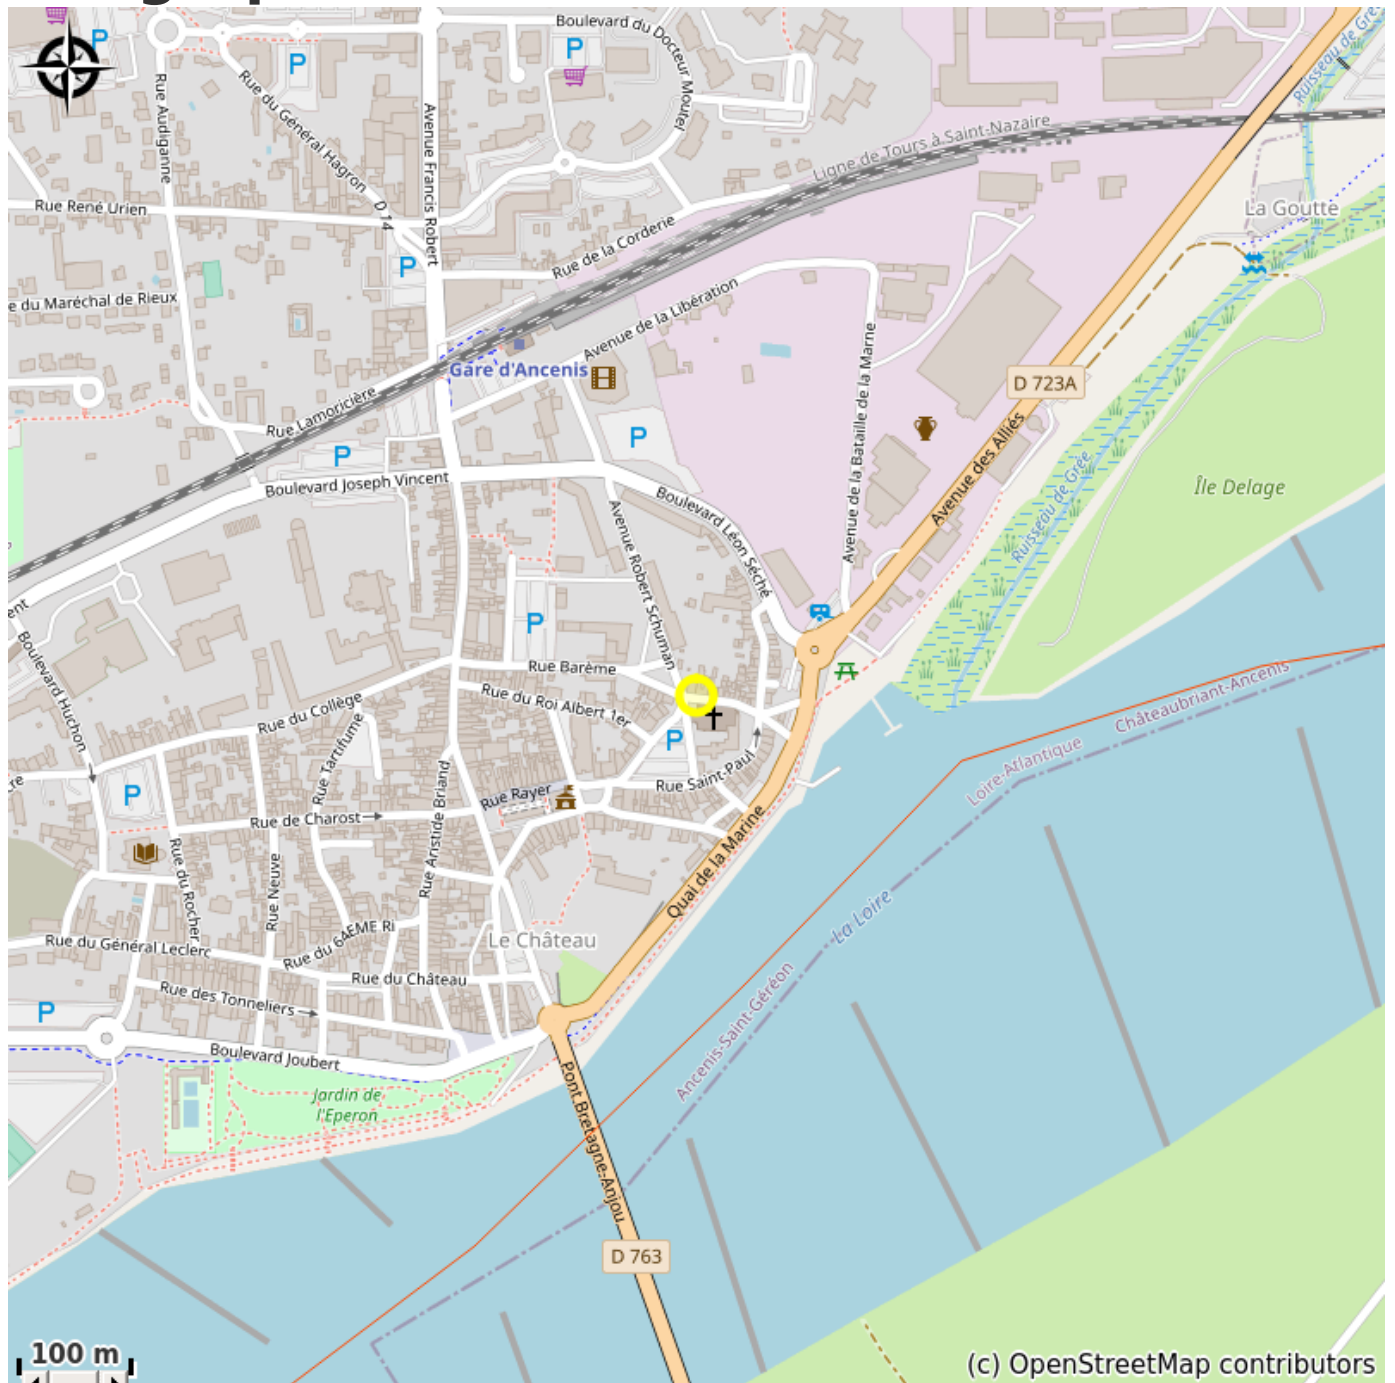 Boulevard du Docteur Moutel
P
P
P
Rue Audiganne
Rue du Général Hagron
Avenue Francis Robert
Ruisseau de Gré
Ligne de Tours à Saint-Nazaire
Rue René Urien
D 14
La Goutte
P
Rue de la Corderie
e du Maréchal de Rieux
Avenue de la Libération
Gare d'Ancenis
D 723A
Rue Lamoricière
P
P
Avenue de la Bataille de la Marne
Avenue des Alliés
Boulevard Joseph Vincent
Boulevard Léon Séché
Île Delage
Ruisseau de Grée
Avenue Robert Schuman
ent
P
Boulevard Huchon
Rue Barème
Rue du Roi Albert 1er
Rue du Collège
Châteaubriant-Ancenis
Loire-Atlantique
P
Rue Tartifume
Rue Saint-Paul
re
P
Rue Rayer
Rue de Charost
Rue Aristide Briand
Quai de la Marine
Rue du Rocher
Rue Neuve
La Loire
Rue du Général Leclerc
Rue du 64EME RI
Le Château
Rue du Château
Ancenis-Saint-Géréon
Rue des Tonneliers
P
Boulevard Joubert
Jardin de
l'Eperon
Pont Bretagne-Anjou
D 763
100 m
(c) OpenStreetMap contributors